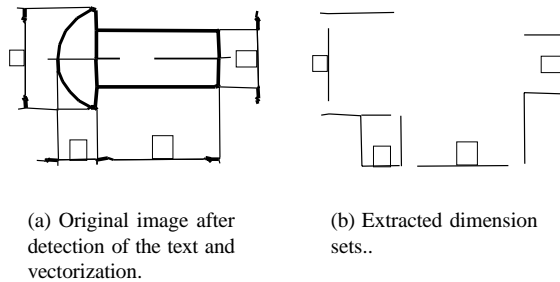 (a) Original image after
detection of the text and
vectorization.
(b) Extracted dimension
sets..